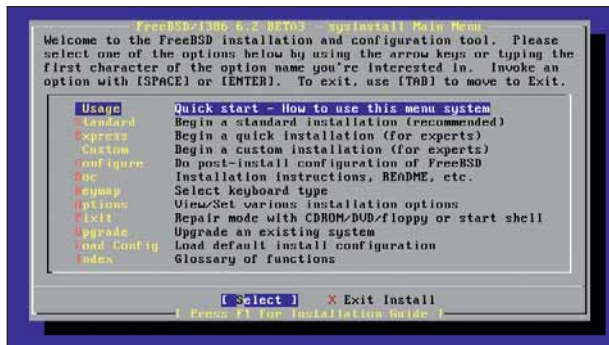 FreeBSD/i386 6.2-BETA3 - sysinstall Main Menu
Welcome to the FreeBSD installation and configuration tool.  Please
select one of the options below by using the arrow keys or typing the
first character of the option name you're interested in.  Invoke an
option with [SPACE] or [ENTER].  To exit, use [TAB] to move to Exit.
Usage Quick start - How to use this menu system
Standard Begin a standard installation (recommended)
Express Begin a quick installation (for experts)
Custom Begin a custom installation (for experts)
Configure Do post-install configuration of FreeBSD
Doc Installation instructions, README, etc.
Keymap Select keyboard type
Options View/Set various installation options
Fixit Repair mode with CDROM/DVD/floppy or start shell
Upgrade Upgrade an existing system
Load Config Load default install configuration
Index Glossary of functions
[ Select ] X Exit Install
[ Press F1 for Installation Guide ]